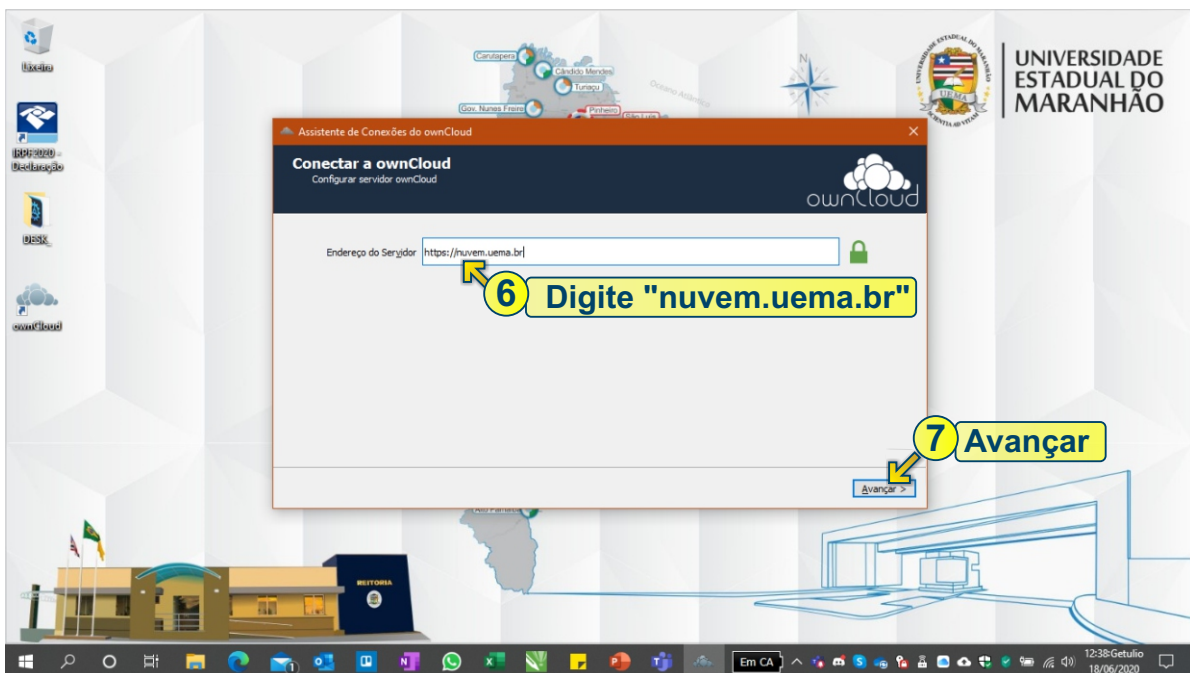 Lixeira
IRPF 2020 -
Declaração
DESK_
ownCloud
Carutapera
Cândido Mendes
Turiaçu
Oceano Atlântico
Gov. Nunes Freire
Pinheiro
São Luís
N
UEMA
UNIVERSIDADE
ESTADUAL DO
MARANHÃO
Assistente de Conexões do ownCloud
Conectar a ownCloud
Configurar servidor ownCloud
ownCloud
Endereço do Servidor
https://nuvem.uema.br
6 Digite "nuvem.uema.br"
7 Avançar
Avançar >
REITORIA
Em CA
12:38:Getulio
18/06/2020